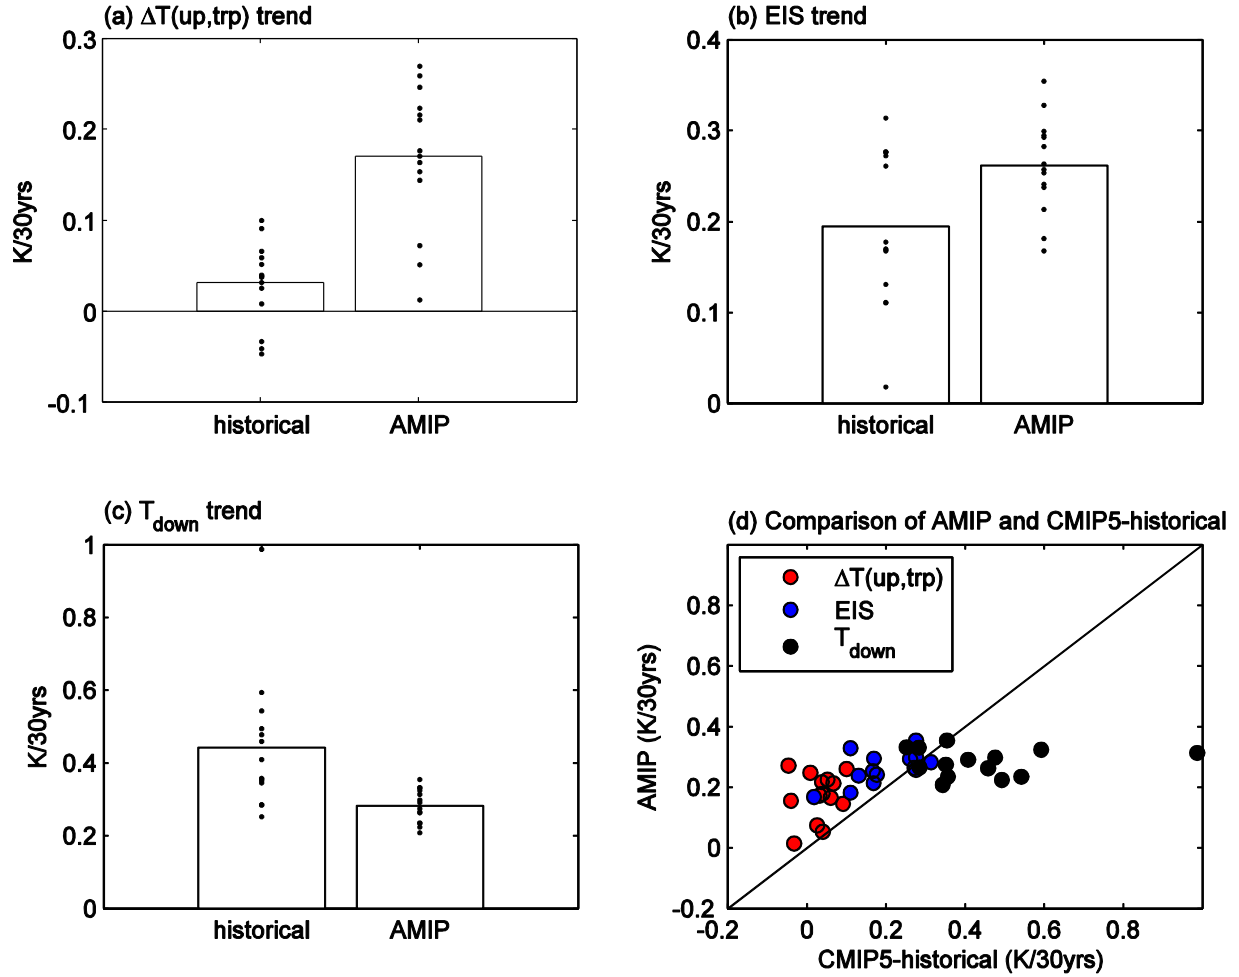 (a) ΔT(up,trp) trend
0.3
0.2
0.1
0
-0.1
K/30yrs
historical
AMIP
(b) EIS trend
0.4
0.3
0.2
0.1
0
K/30yrs
historical
AMIP
(c) Tdown trend
1
0.8
0.6
0.4
0.2
0
K/30yrs
historical
AMIP
(d) Comparison of AMIP and CMIP5-historical
ΔT(up,trp)
EIS
Tdown
0.8
0.6
0.4
0.2
0
-0.2
AMIP (K/30yrs)
-0.2
0
0.2
0.4
0.6
0.8
CMIP5-historical (K/30yrs)